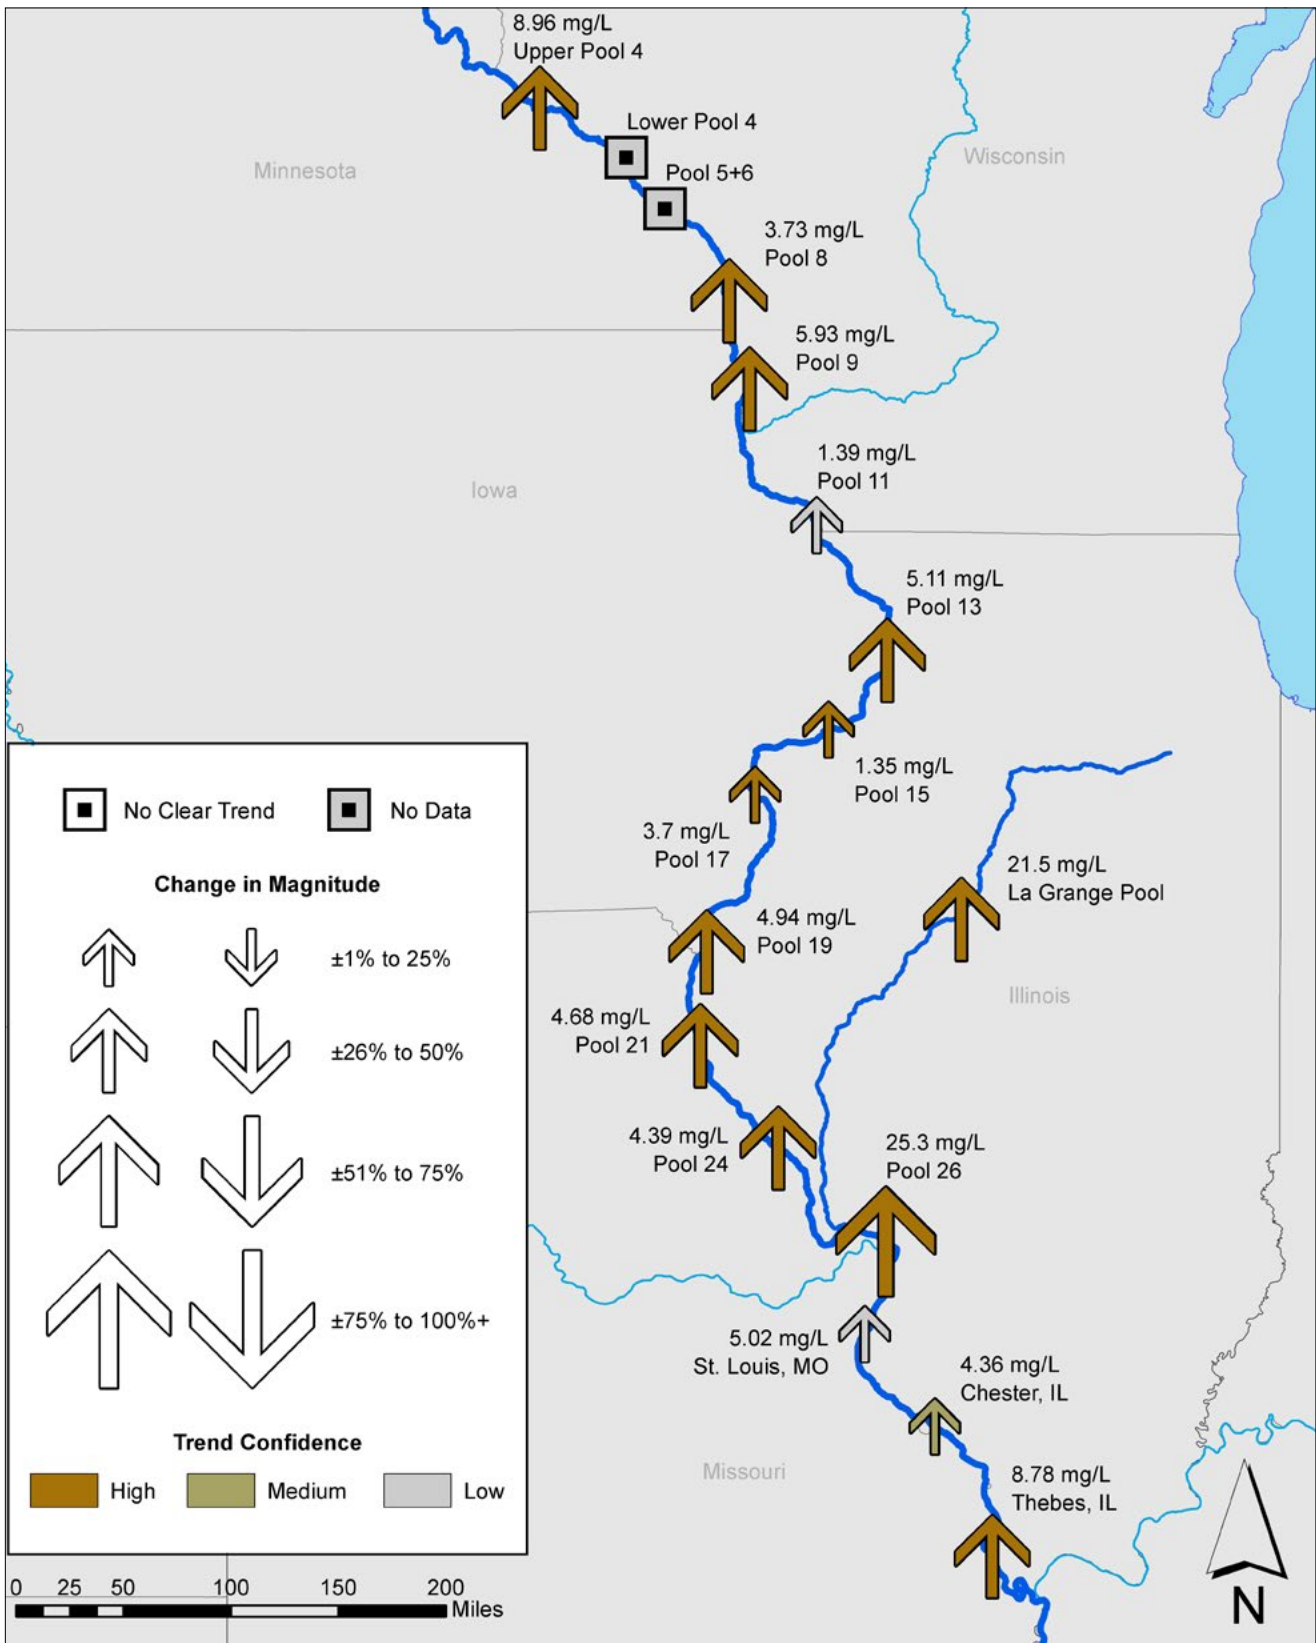 8.96 mg/L
Upper Pool 4
Lower Pool 4
Minnesota
Wisconsin
Pool 5+6
3.73 mg/L
Pool 8
5.93 mg/L
Pool 9
1.39 mg/L
Pool 11
Iowa
5.11 mg/L
Pool 13
1.35 mg/L
Pool 15
3.7 mg/L
Pool 17
21.5 mg/L
La Grange Pool
4.94 mg/L
Pool 19
Illinois
4.68 mg/L
Pool 21
4.39 mg/L
Pool 24
25.3 mg/L
Pool 26
5.02 mg/L
St. Louis, MO
4.36 mg/L
Chester, IL
Missouri
8.78 mg/L
Thebes, IL
No Clear Trend
No Data
Change in Magnitude
±1% to 25%
±26% to 50%
±51% to 75%
±75% to 100%+
Trend Confidence
High
Medium
Low
0 25 50 100 150 200
Miles
N